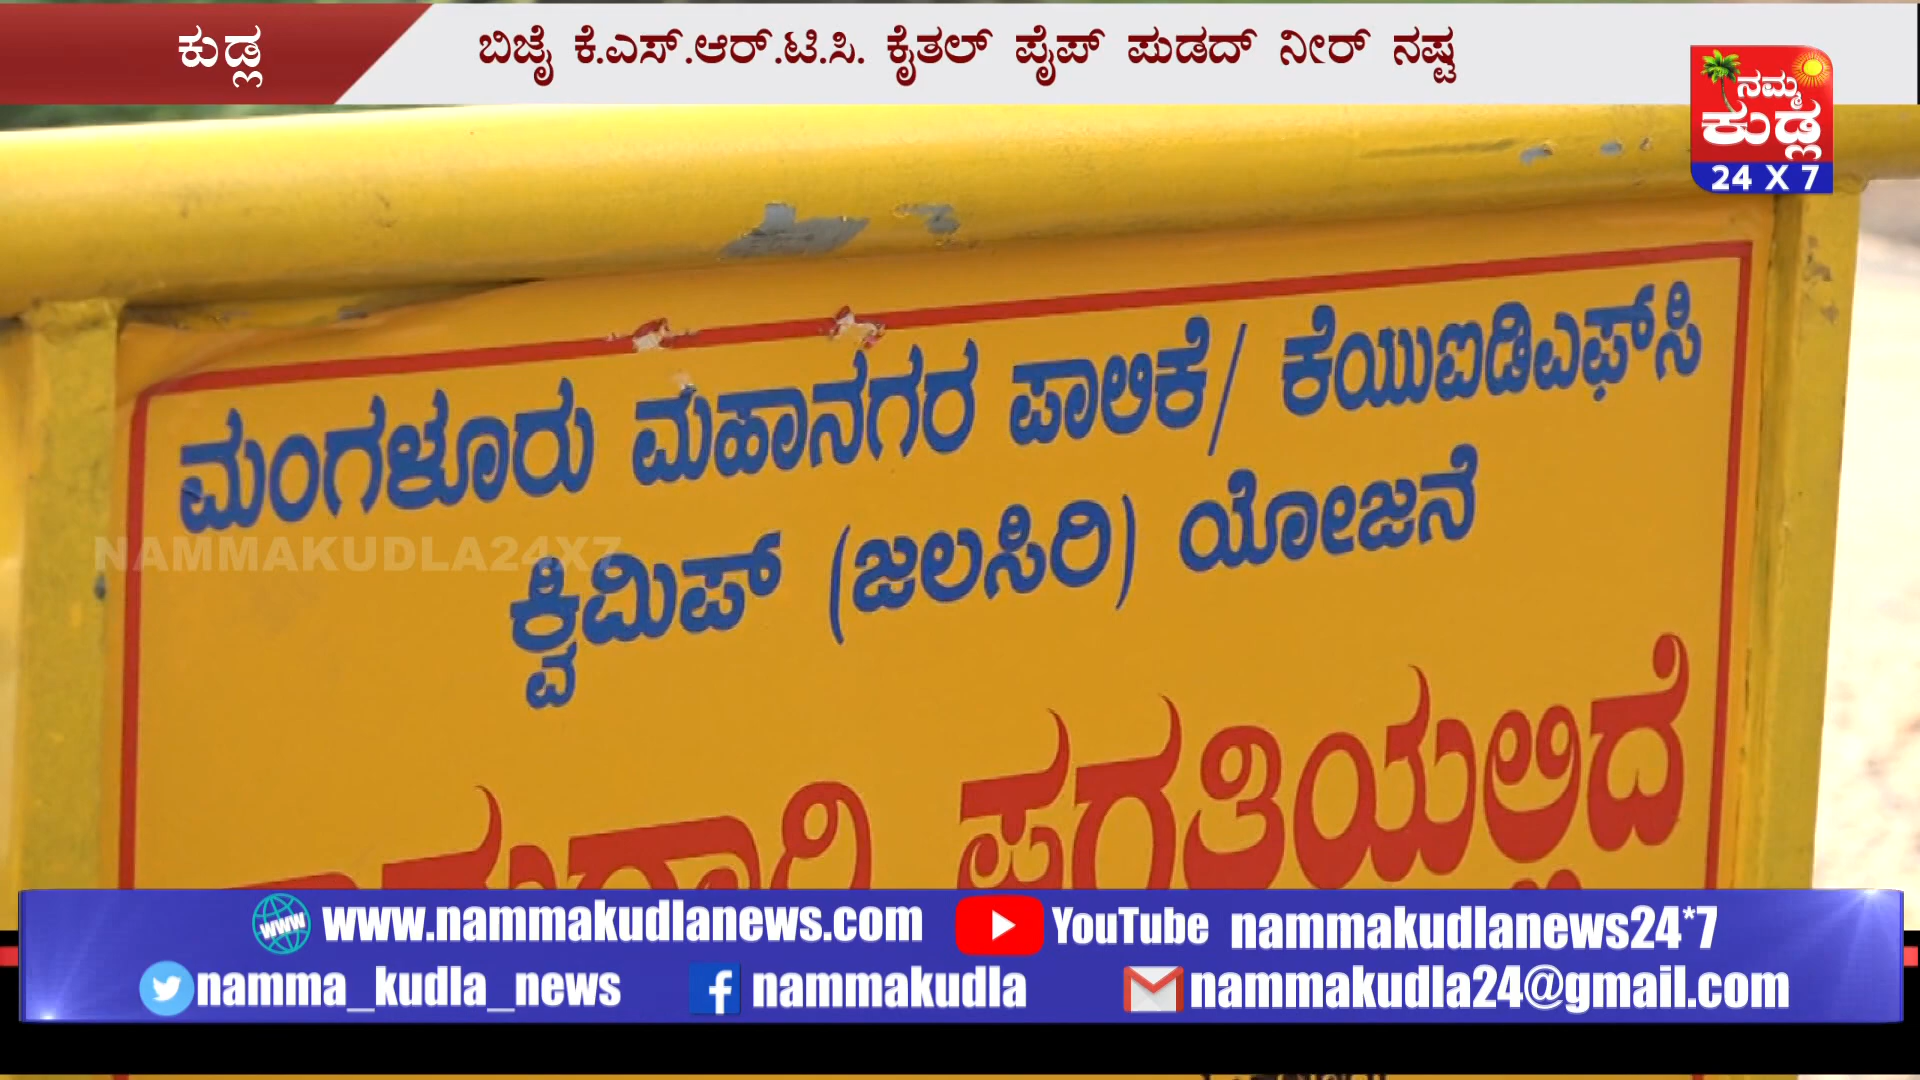 ಕುಡ್ಲ
ಬಿಜೈ ಕೆ.ಎಸ್.ಆರ್.ಟಿ.ಸಿ. ಕೈತಲ್ ಪೈಪ್ ಪುಡದ್ ನೀರ್ ನಷ್ಟ
ನಮ್ಮ
ಕುಡ್ಲ
24 X 7
ಮಂಗಳೂರು ಮಹಾನಗರ ಪಾಲಿಕೆ/ ಕೆಯುಐಡಿಎಫ್‌ಸಿ
NAMMAKUDLA24X7
ಕ್ವಿಮಿಪ್ (ಜಲಸಿರಿ) ಯೋಜನೆ
ಪ್ರಗತಿಯಲ್ಲಿದೆ
www www.nammakudlanews.com YouTube nammakudlanews24*7
namma_kudla_news nammakudla nammakudla24@gmail.com